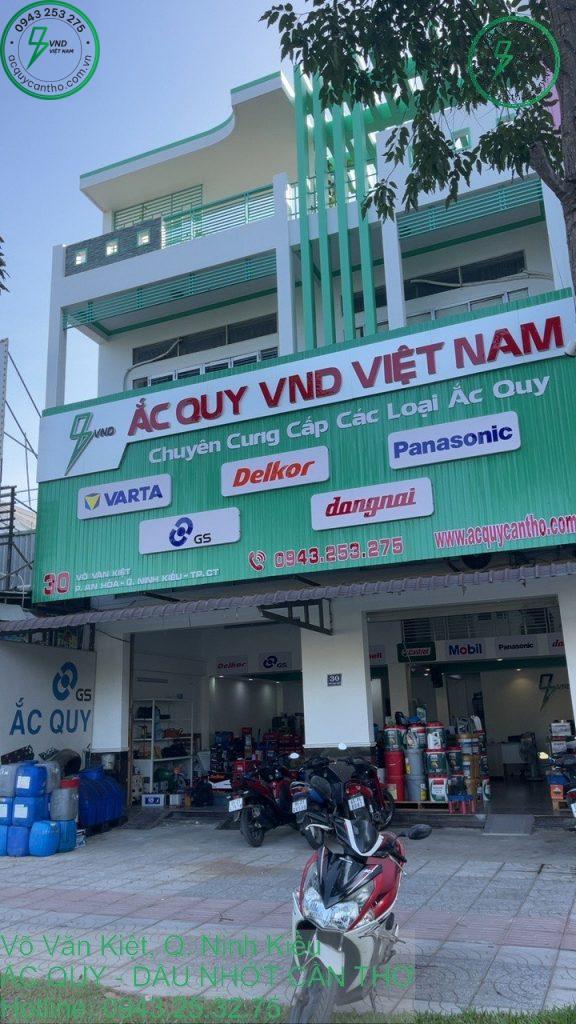 0943 253 275
VND
VIỆT NAM
acquycantho.com.vn
VND
ẮC QUY VND VIỆT NAM
Chuyên Cung Cấp Các Loại Ắc Quy
VARTA
Delkor
Panasonic
GS
dongnai
0943.253.275
www.acquycantho.com
30
VÕ VĂN KIỆT
P. AN HÒA - Q. NINH KIỀU - TP.CT
Delkor
GS
Castrol
Mobil
Panasonic
30
GS
ẮC QUY
GS
Võ Văn Kiệt, Q. Ninh Kiều
ẮC QUY - DẦU NHỚT CẦN THƠ
Hotline: 0943.25.32.75